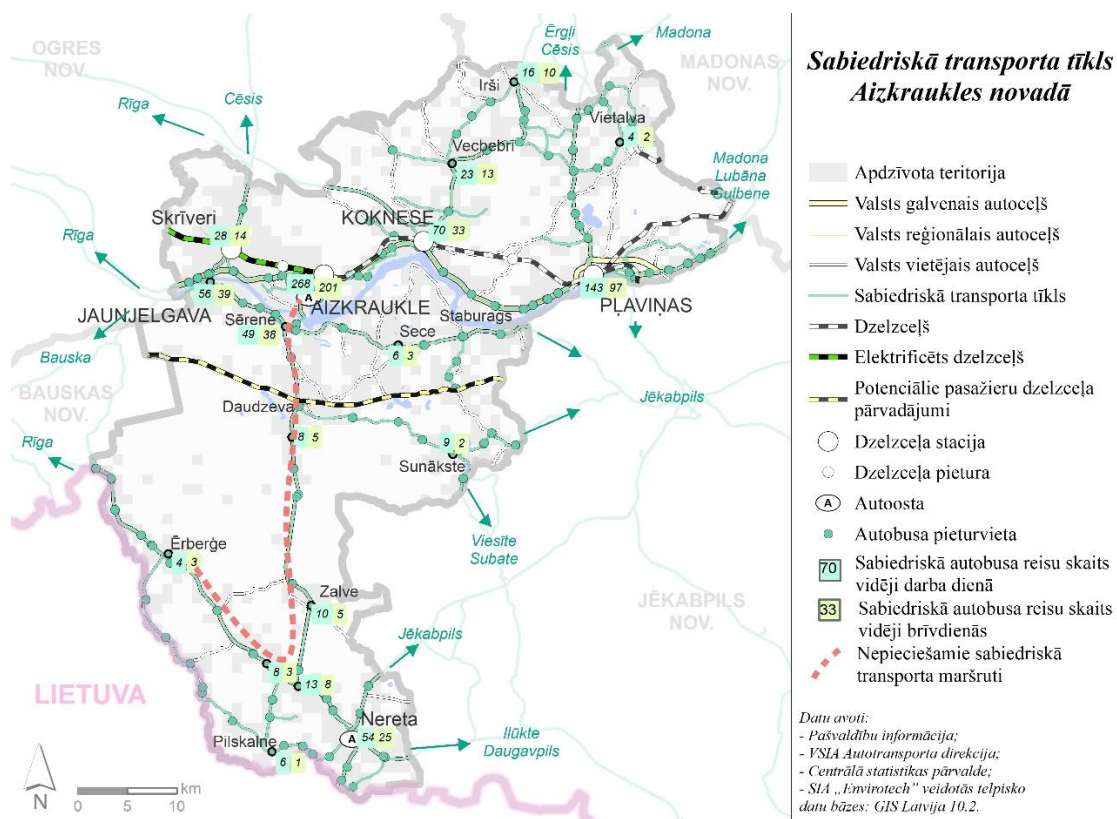 Sabiedriskā transporta tīkls
Aizkraukles novadā
Apdzīvota teritorija
Valsts galvenais autoceļš
Valsts reģionālais autoceļš
Valsts vietējais autoceļš
Sabiedriskā transporta tīkls
Dzelzceļš
Elektrificēts dzelzceļš
Potenciālie pasažieru dzelzceļa
pārvadājumi
Dzelzceļa stacija
Dzelzceļa pietura
A Autoosta
Autobusa pieturvieta
70 Sabiedriskā autobusa reisu skaits
vidēji darba dienā
33 Sabiedriskā autobusa reisu skaits
vidēji brīvdienās
Nepieciešamie sabiedriskā
transporta maršruti
Datu avoti:
- Pašvaldību informācija;
- VSIA Autotransporta direkcija;
- Centrālā statistikas pārvalde;
- SIA „Envirotech” veidotās telpisko
datu bāzes: GIS Latvija 10.2.
OGRES
NOV.
Ērgļi
Cēsis
Madona
MADONAS
NOV.
Rīga
Cēsis
16 10
Irši
Vietalva
4 2
Vecbebri
23 13
Madona
Lubāna
Gulbene
Skrīveri
28 14
KOKNESE
70 33
Rīga
268 201
A
AIZKRAUKLE
56 39
JAUNJELGAVA
Sērene
49 38
Staburags
143 97
PĻAVIŅAS
Sece
6 3
Bauska
BAUSKAS
NOV.
Daudzeva
8 5
Jēkabpils
9 2
Sunākste
Rīga
Viesīte
Subate
Ērberģe
4 3
Zalve
10 5
JĒKABPILS
NOV.
Jēkabpils
8 3
13 8
LIETUVA
Nereta
A 54 25
Pilskalne
6 1
Ilūkte
Daugavpils
N
0 5 10
km